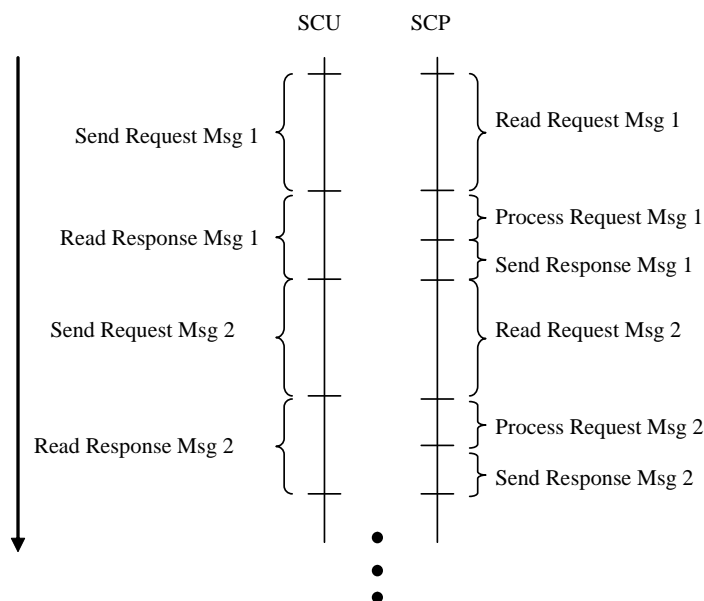 SCU SCP
Send Request Msg 1
Read Request Msg 1
Read Response Msg 1
Process Request Msg 1
Send Response Msg 1
Send Request Msg 2
Read Request Msg 2
Read Response Msg 2
Process Request Msg 2
Send Response Msg 2